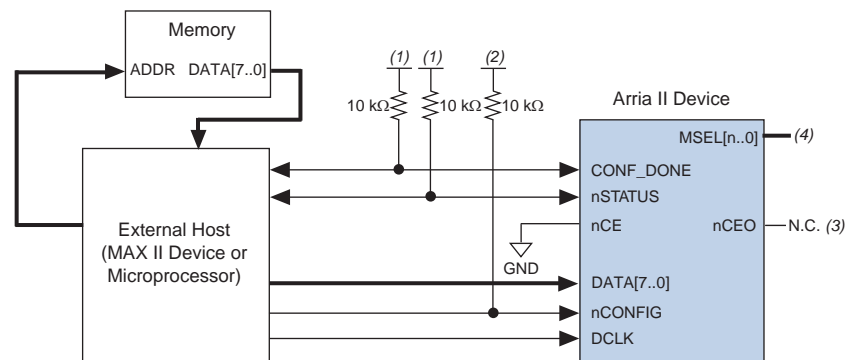 Memory
ADDR DATA[7..0]
(1) (1) (2)
10 kΩ 10 kΩ 10 kΩ
Arria II Device
MSEL[n..0] (4)
CONF_DONE
nSTATUS
nCE nCEO N.C. (3)
GND
External Host
(MAX II Device or
Microprocessor)
DATA[7..0]
nCONFIG
DCLK